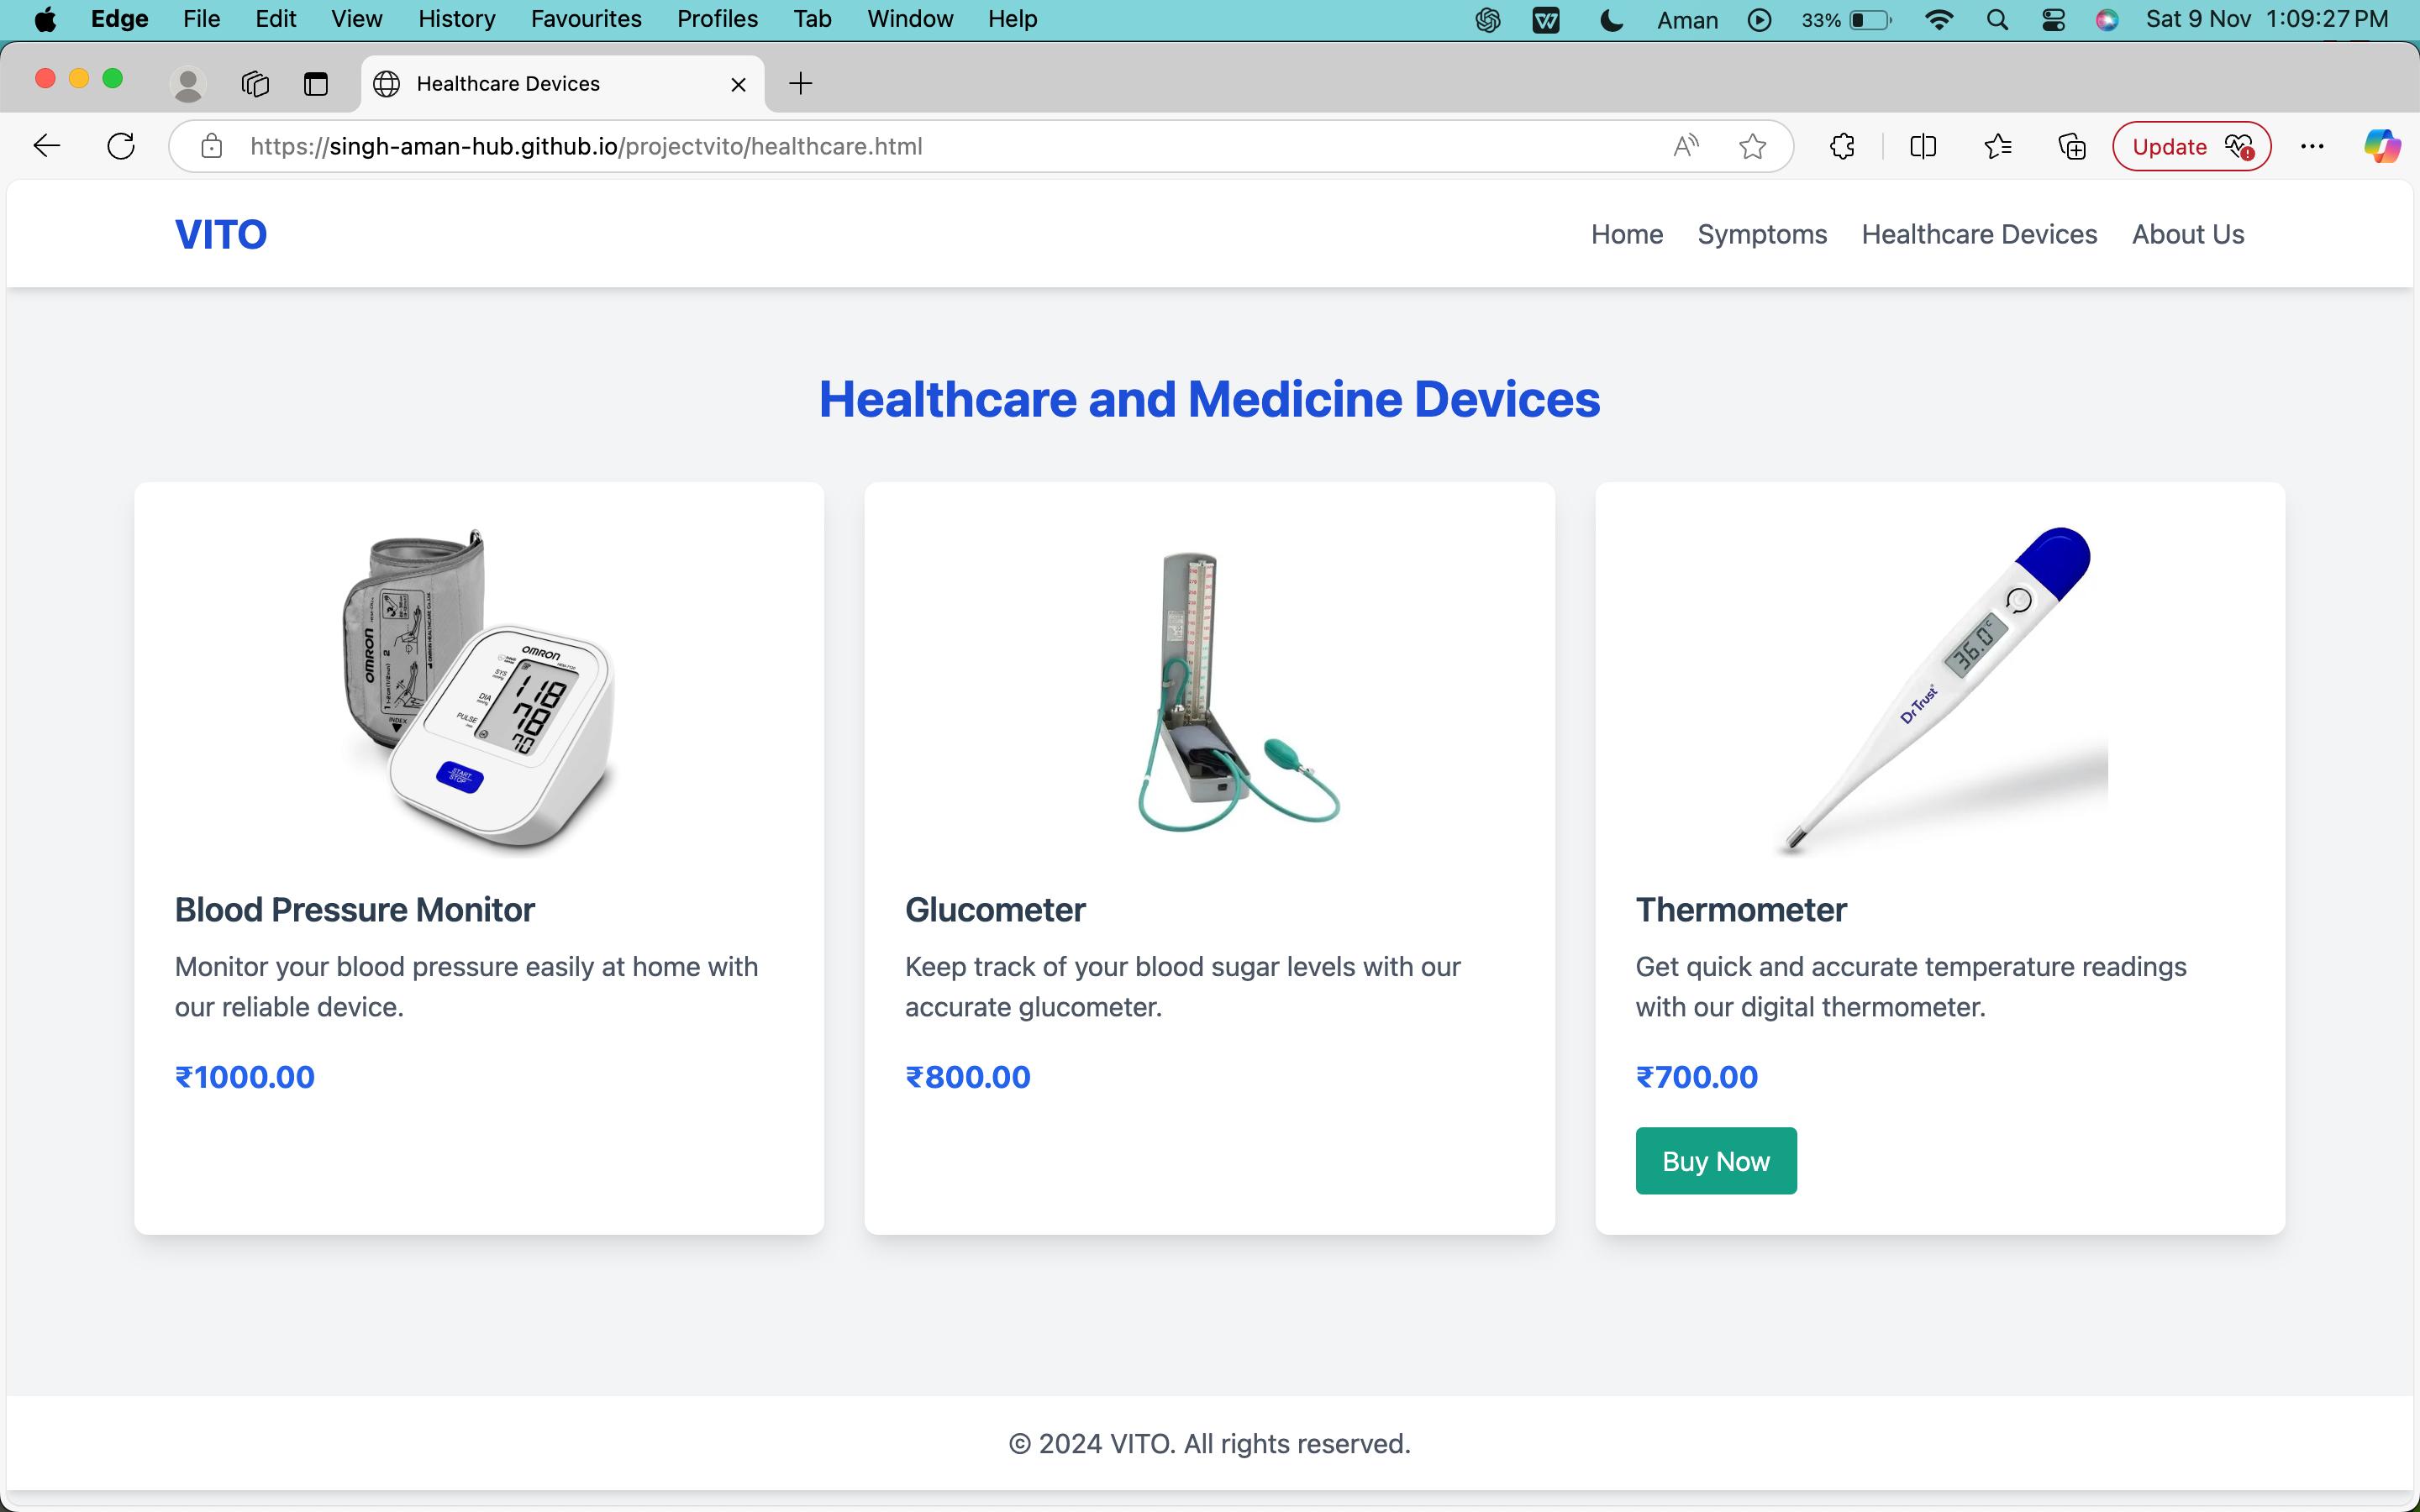 Edge File Edit View History Favourites Profiles Tab Window Help Aman 33% Sat 9 Nov 1:09:27 PM
Healthcare Devices
https://singh-aman-hub.github.io/projectvito/healthcare.html
Update
VITO
Home Symptoms Healthcare Devices About Us
Healthcare and Medicine Devices
OMRON
OMRON
SYS
118
DIA
78
PULSE
70
START
STOP
INDEX
36.0°C
Dr Trust
Blood Pressure Monitor
Monitor your blood pressure easily at home with
our reliable device.
₹1000.00
Glucometer
Keep track of your blood sugar levels with our
accurate glucometer.
₹800.00
Thermometer
Get quick and accurate temperature readings
with our digital thermometer.
₹700.00
Buy Now
© 2024 VITO. All rights reserved.